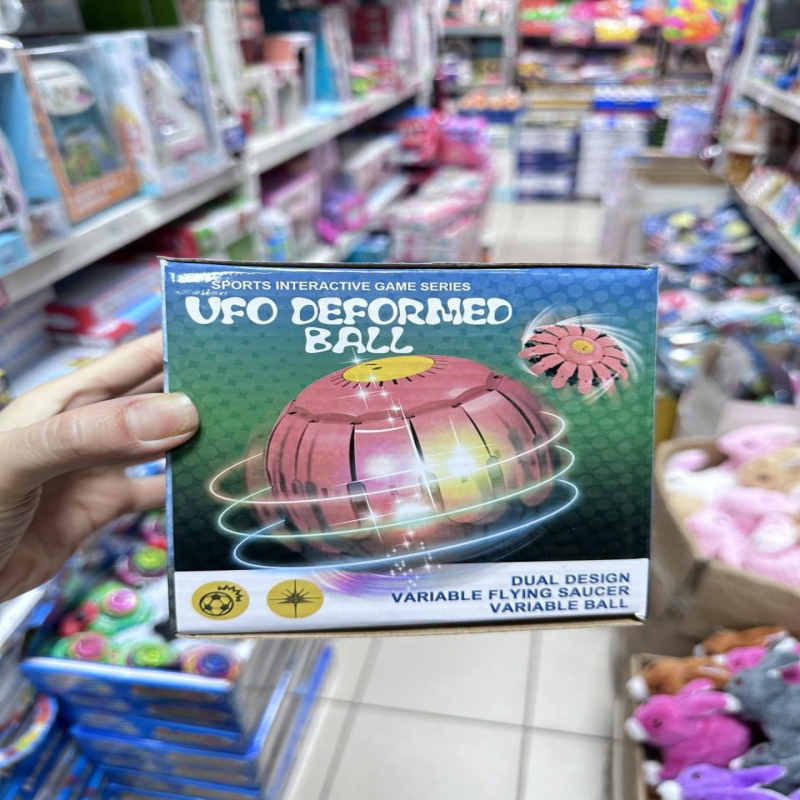 SPORTS INTERACTIVE GAME SERIES
UFO DEFORMED
BALL
DUAL DESIGN
VARIABLE FLYING SAUCER
VARIABLE BALL